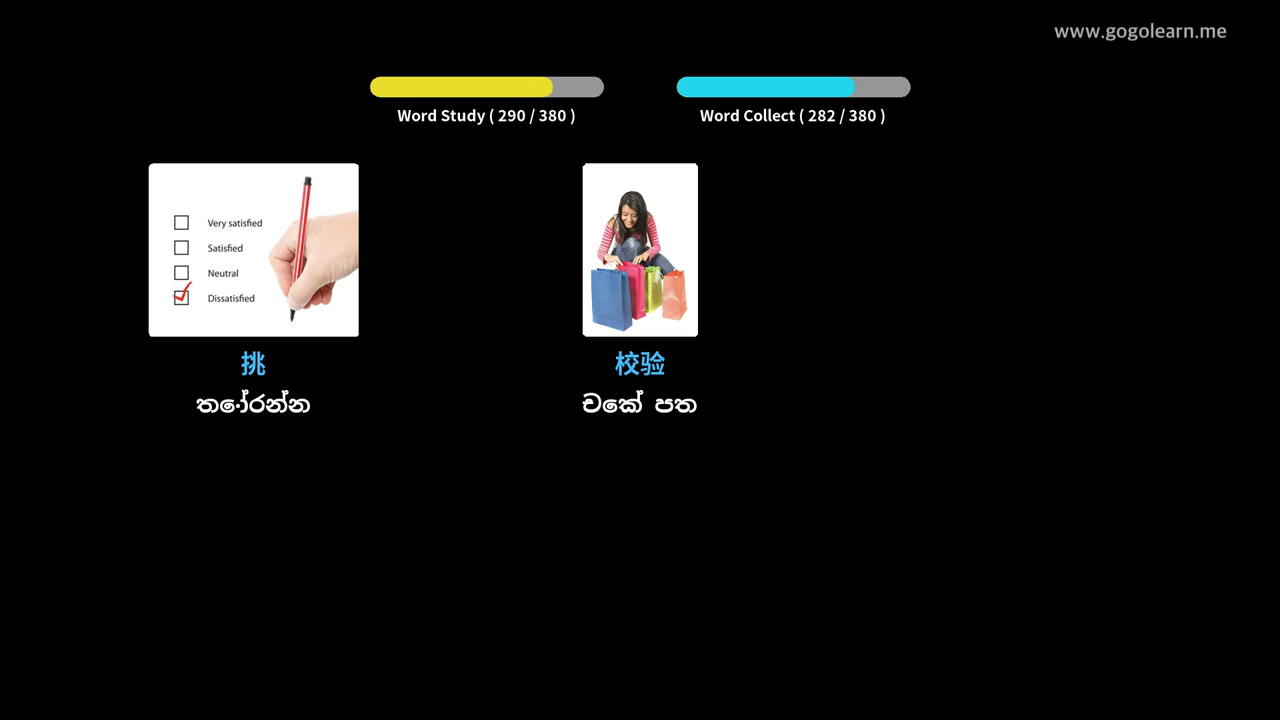 www.gogolearn.me
Word Study ( 290 / 380 )
Word Collect ( 282 / 380 )
Very satisfied
Satisfied
Neutral
Dissatisfied
挑
තෝරන්න
校验
චෙක් පත